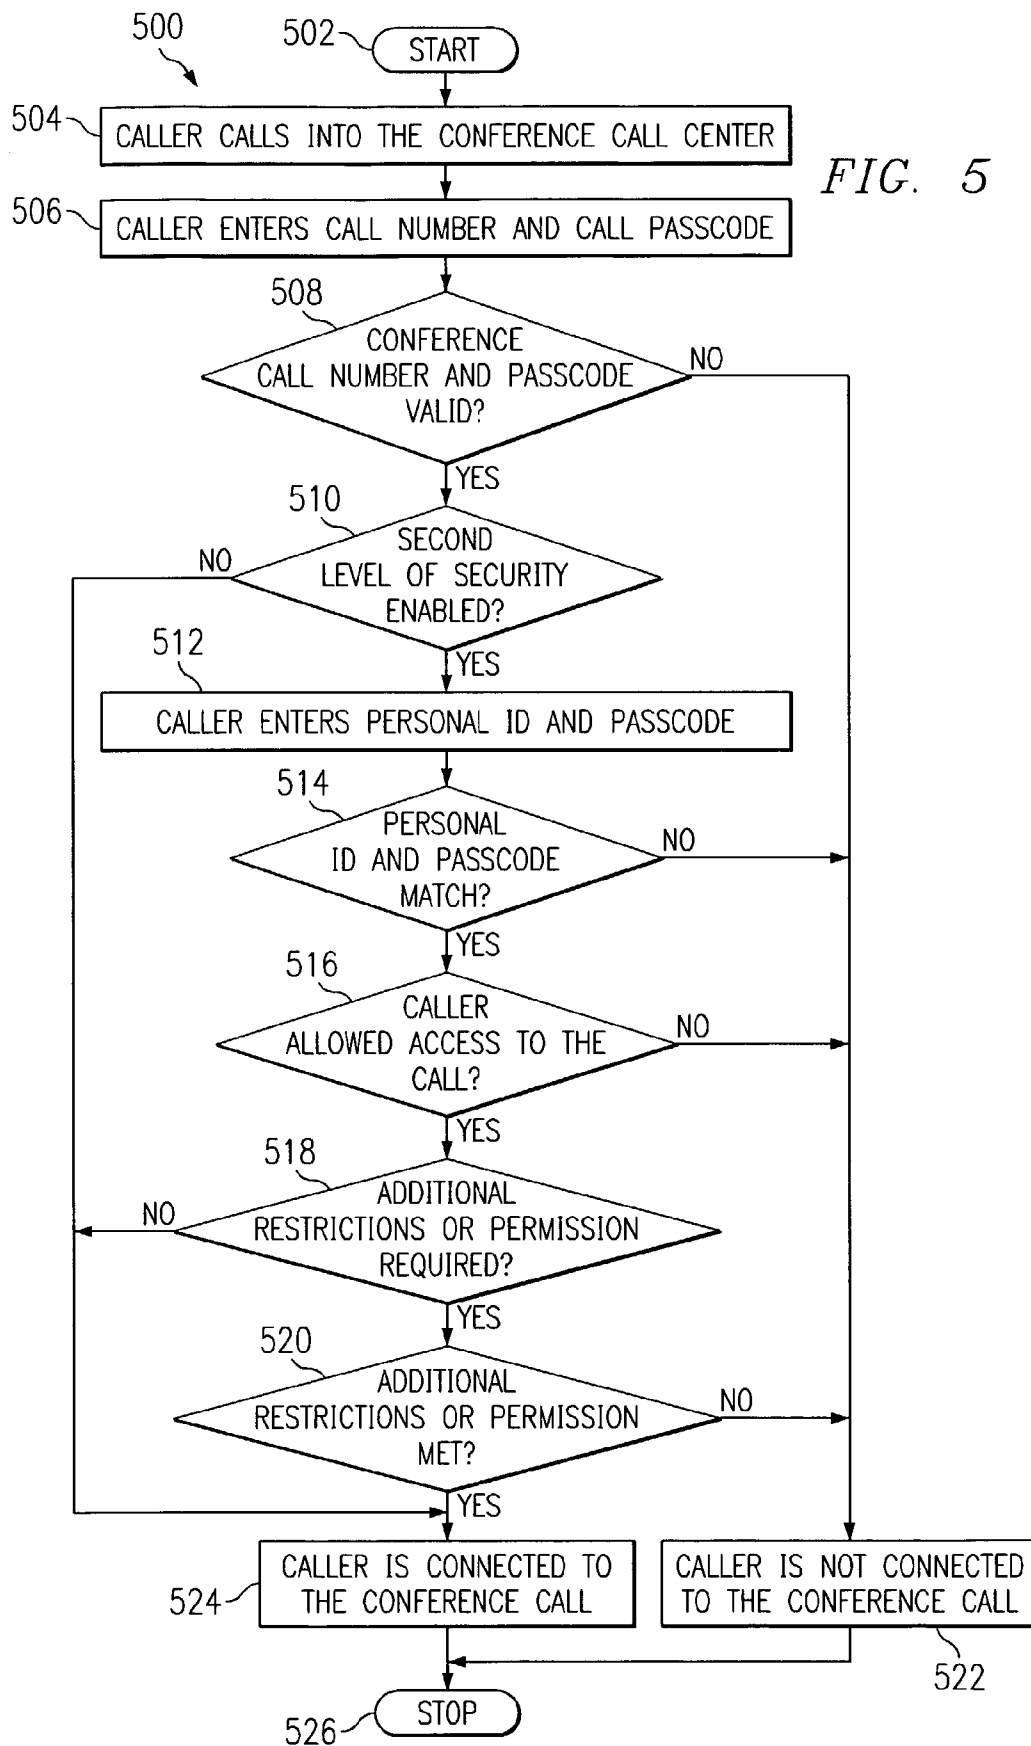 500
502
START
504
CALLER CALLS INTO THE CONFERENCE CALL CENTER
FIG. 5
506
CALLER ENTERS CALL NUMBER AND CALL PASSCODE
508
CONFERENCE
CALL NUMBER AND PASSCODE
VALID?
NO
YES
510
SECOND
LEVEL OF SECURITY
ENABLED?
NO
YES
512
CALLER ENTERS PERSONAL ID AND PASSCODE
514
PERSONAL
ID AND PASSCODE
MATCH?
NO
YES
516
CALLER
ALLOWED ACCESS TO THE
CALL?
NO
YES
518
ADDITIONAL
RESTRICTIONS OR PERMISSION
REQUIRED?
NO
YES
520
ADDITIONAL
RESTRICTIONS OR PERMISSION
MET?
NO
YES
CALLER IS CONNECTED TO
THE CONFERENCE CALL
524
CALLER IS NOT CONNECTED
TO THE CONFERENCE CALL
522
STOP
526